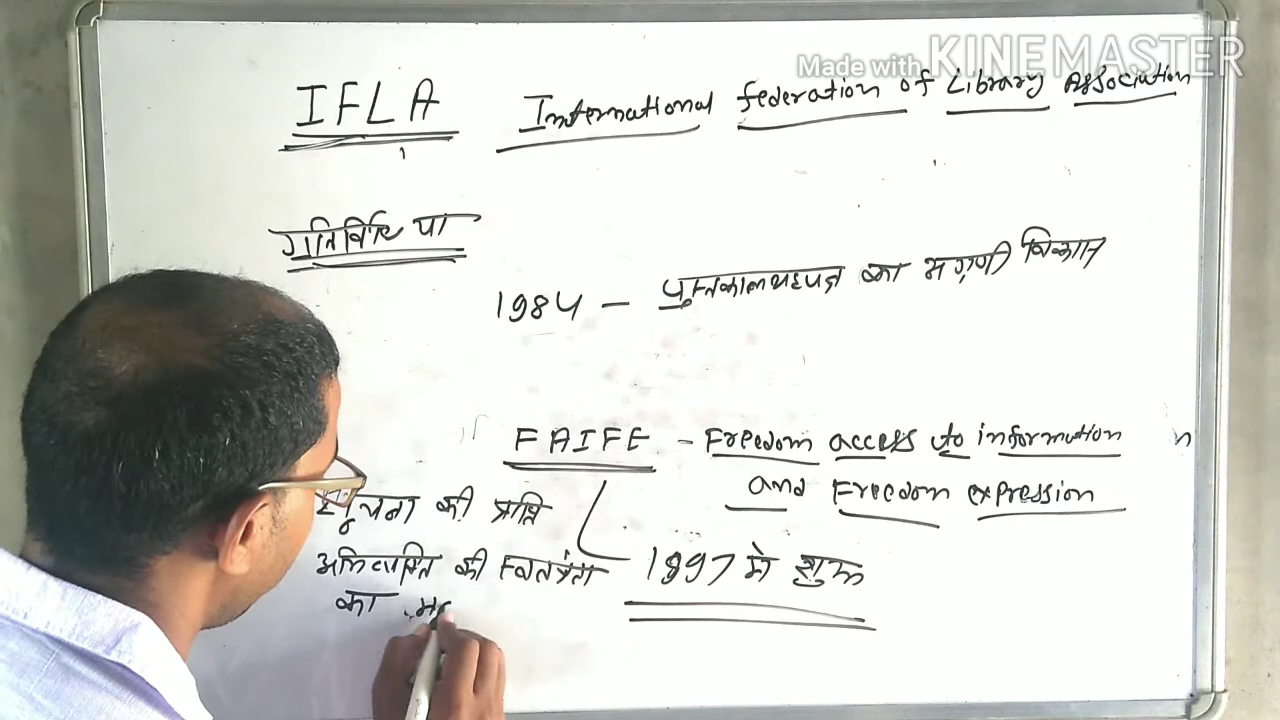 Made with KINEMASTER
IFLA International federation of Library Association
गतिविधि या
1984 - पुस्तकालयध्यक्ष का अग्रणी विकास
FAIFE - Freedom access to information
and Freedom expression
सूचना की प्राप्ति
अभिव्यक्ति की स्वतंत्रता
1997 मे शुरू
का